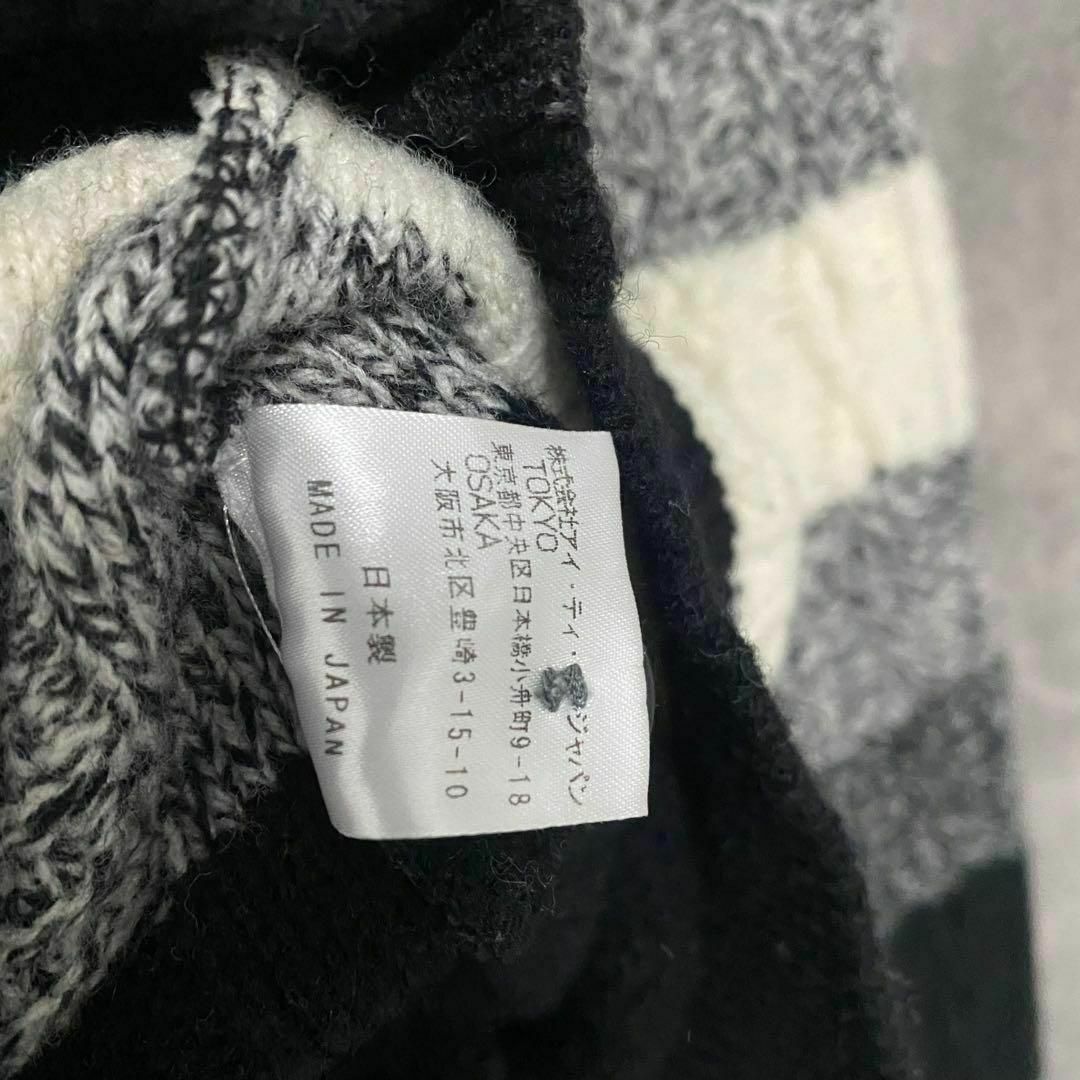 株式会社アイ・ティ・ジャパン
TOKYO
東京都中央区日本橋小舟町9-18
OSAKA
大阪市北区豊崎3-15-10
日本製
MADE IN JAPAN